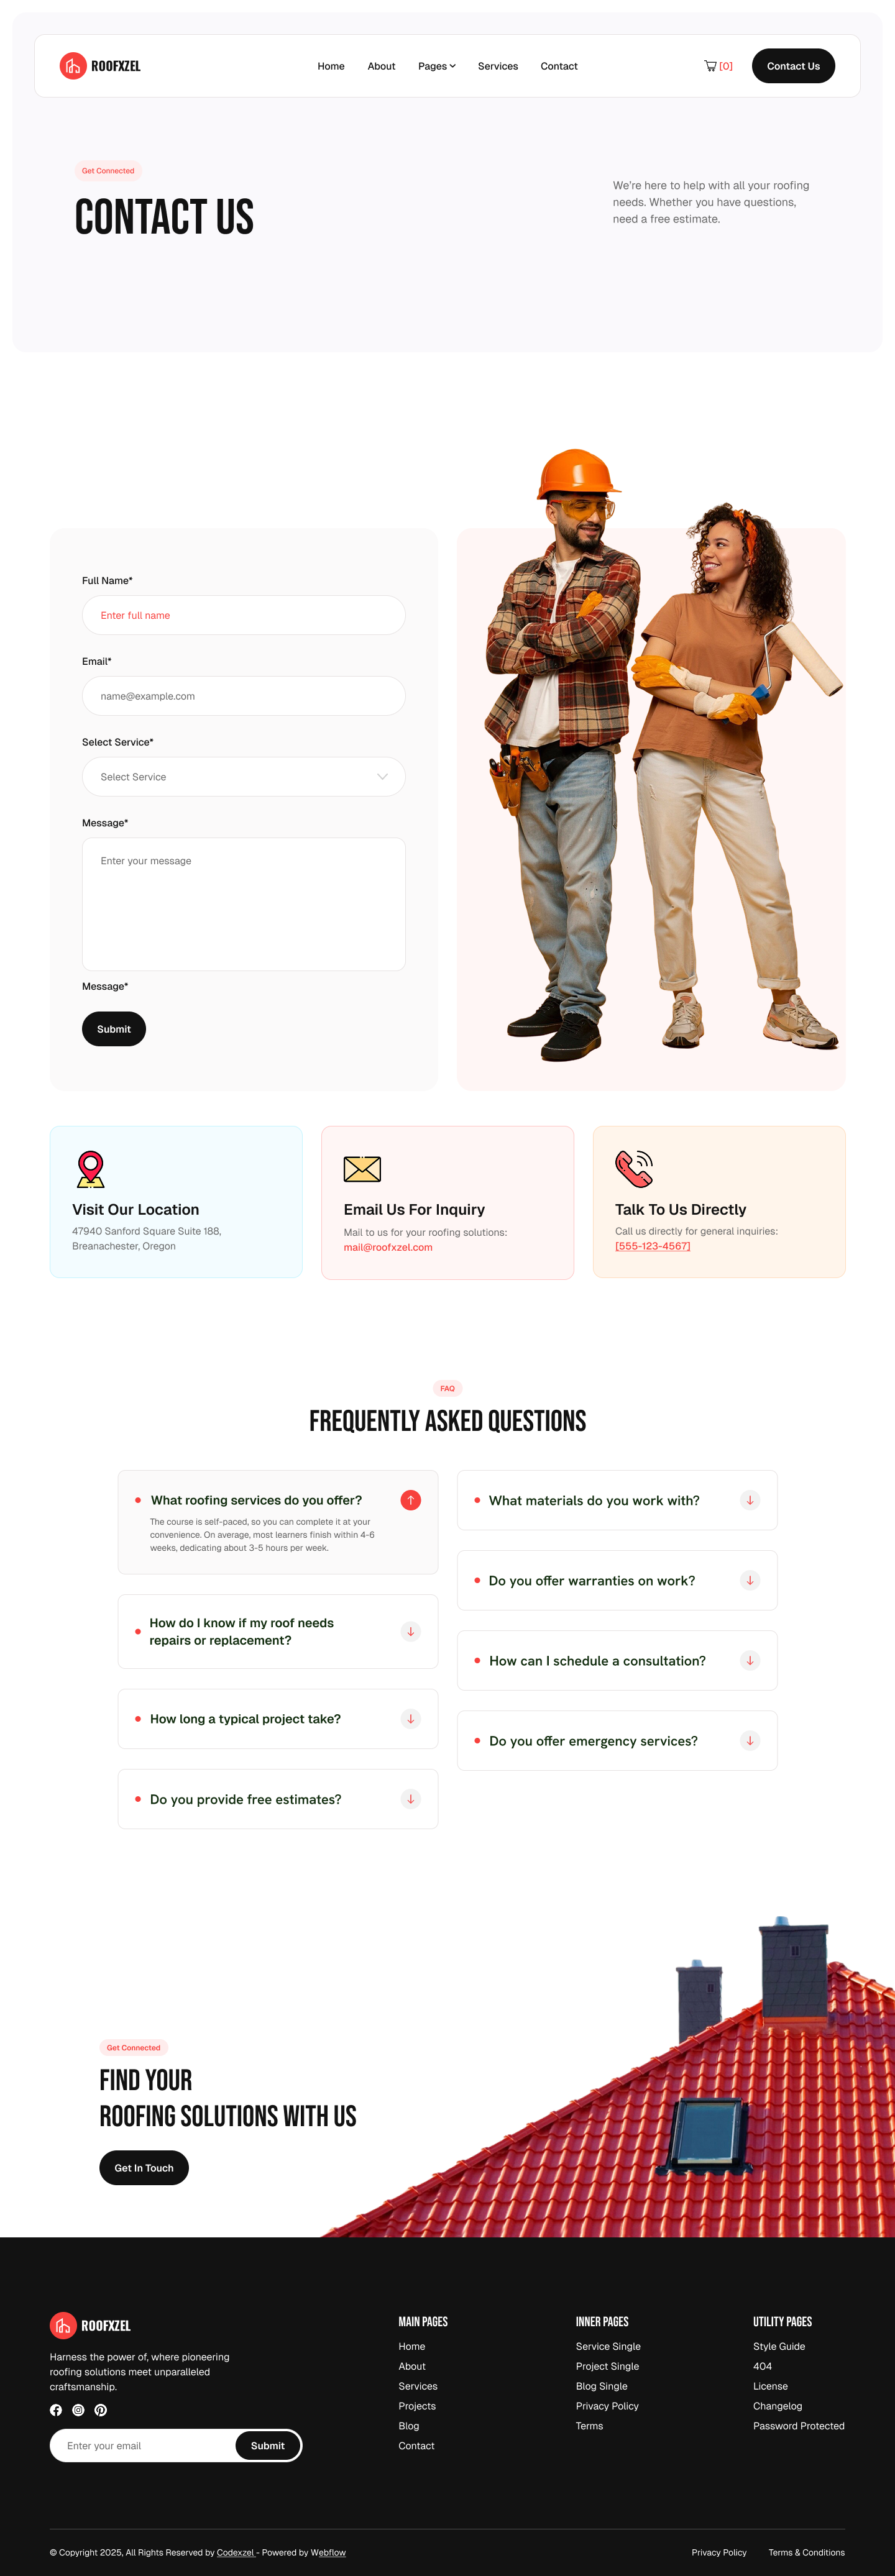 ROOFXZEL
Home
About
Pages
Services
Contact
[0]
Contact Us
Get Connected
CONTACT US
We're here to help with all your roofing
needs. Whether you have questions,
need a free estimate.
Full Name*
Enter full name
Email*
name@example.com
Select Service*
Select Service
Message*
Enter your message
Message*
Submit
Visit Our Location
47940 Sanford Square Suite 188,
Breanachester, Oregon
Email Us For Inquiry
Mail to us for your roofing solutions:
mail@roofxzel.com
Talk To Us Directly
Call us directly for general inquiries:
[555-123-4567]
FAQ
FREQUENTLY ASKED QUESTIONS
What roofing services do you offer?
The course is self-paced, so you can complete it at your
convenience. On average, most learners finish within 4-6
weeks, dedicating about 3-5 hours per week.
How do I know if my roof needs
repairs or replacement?
How long a typical project take?
Do you provide free estimates?
What materials do you work with?
Do you offer warranties on work?
How can I schedule a consultation?
Do you offer emergency services?
Get Connected
FIND YOUR
ROOFING SOLUTIONS WITH US
Get In Touch
ROOFXZEL
Harness the power of, where pioneering
roofing solutions meet unparalleled
craftsmanship.
Enter your email
Submit
MAIN PAGES
Home
About
Services
Projects
Blog
Contact
INNER PAGES
Service Single
Project Single
Blog Single
Privacy Policy
Terms
UTILITY PAGES
Style Guide
404
License
Changelog
Password Protected
© Copyright 2025, All Rights Reserved by Codexzel - Powered by Webflow
Privacy Policy
Terms & Conditions